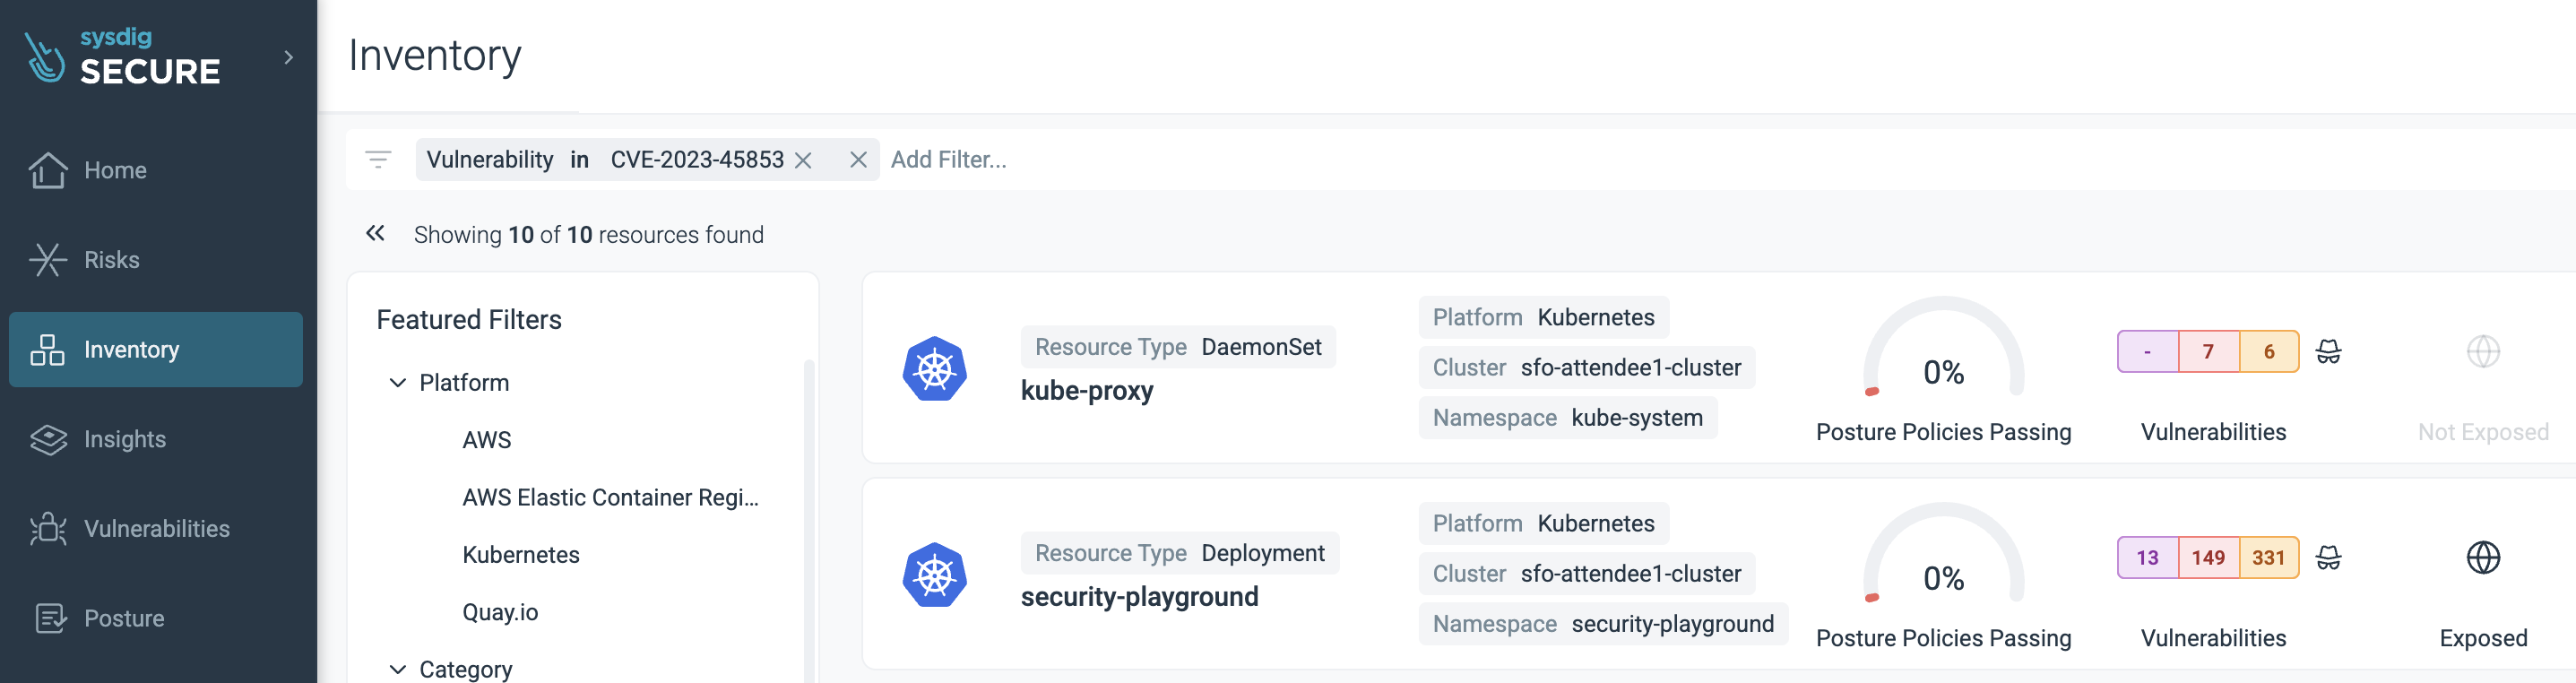 sysdig
SECURE
Home
Risks
Inventory
Insights
Vulnerabilities
Posture
Inventory
Vulnerability in CVE-2023-45853 Add Filter...
Showing 10 of 10 resources found
Featured Filters
Platform
AWS
AWS Elastic Container Regi...
Kubernetes
Quay.io
Category
Resource Type DaemonSet
kube-proxy
Platform Kubernetes
Cluster sfo-attendee1-cluster
Namespace kube-system
0%
Posture Policies Passing
- 7 6
Vulnerabilities
Not Exposed
Resource Type Deployment
security-playground
Platform Kubernetes
Cluster sfo-attendee1-cluster
Namespace security-playground
0%
Posture Policies Passing
13 149 331
Vulnerabilities
Exposed